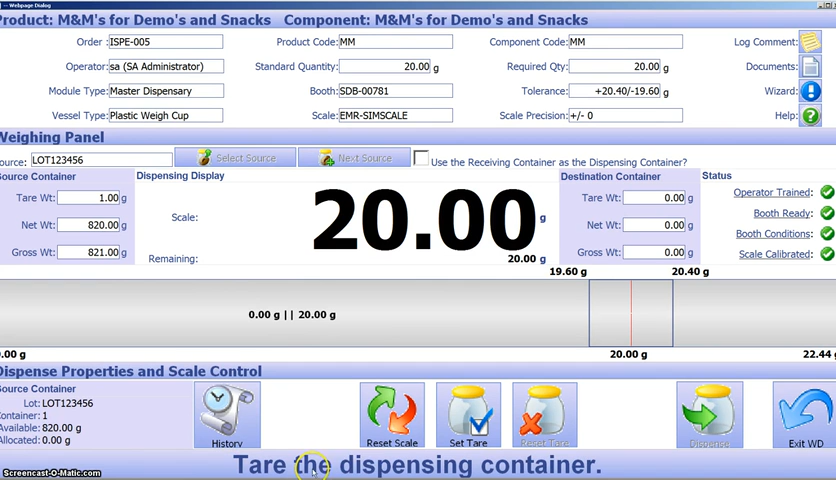 -- Webpage Dialog
Product: M&M's for Demo's and Snacks Component: M&M's for Demo's and Snacks
Order : ISPE-005 Product Code: MM Component Code: MM Log Comment:
Operator: sa (SA Administrator) Standard Quantity: 20.00 g Required Qty: 20.00 g Documents:
Module Type: Master Dispensary Booth: SDB-00781 Tolerance: +20.40/-19.60 g Wizard:
Vessel Type: Plastic Weigh Cup Scale: EMR-SIMSCALE Scale Precision: +/- 0 Help:
Weighing Panel
ource: LOT123456 Select Source Next Source Use the Receiving Container as the Dispensing Container?
Source Container Dispensing Display Destination Container Status
Tare Wt: 1.00 g Tare Wt: 0.00 g Operator Trained:
Scale: 20.00 g
Net Wt: 820.00 g Net Wt: 0.00 g Booth Ready:
Booth Conditions:
Gross Wt: 821.00 g Remaining: 20.00 g Gross Wt: 0.00 g Scale Calibrated:
19.60 g 20.40 g
0.00 g || 20.00 g
0.00 g 20.00 g 22.44 g
Dispense Properties and Scale Control
Source Container
Lot: LOT123456
Container: 1
Available: 820.00 g
Allocated: 0.00 g
History Reset Scale Set Tare Reset Tare Dispense Exit WD
Tare the dispensing container.
Screencast-O-Matic.com